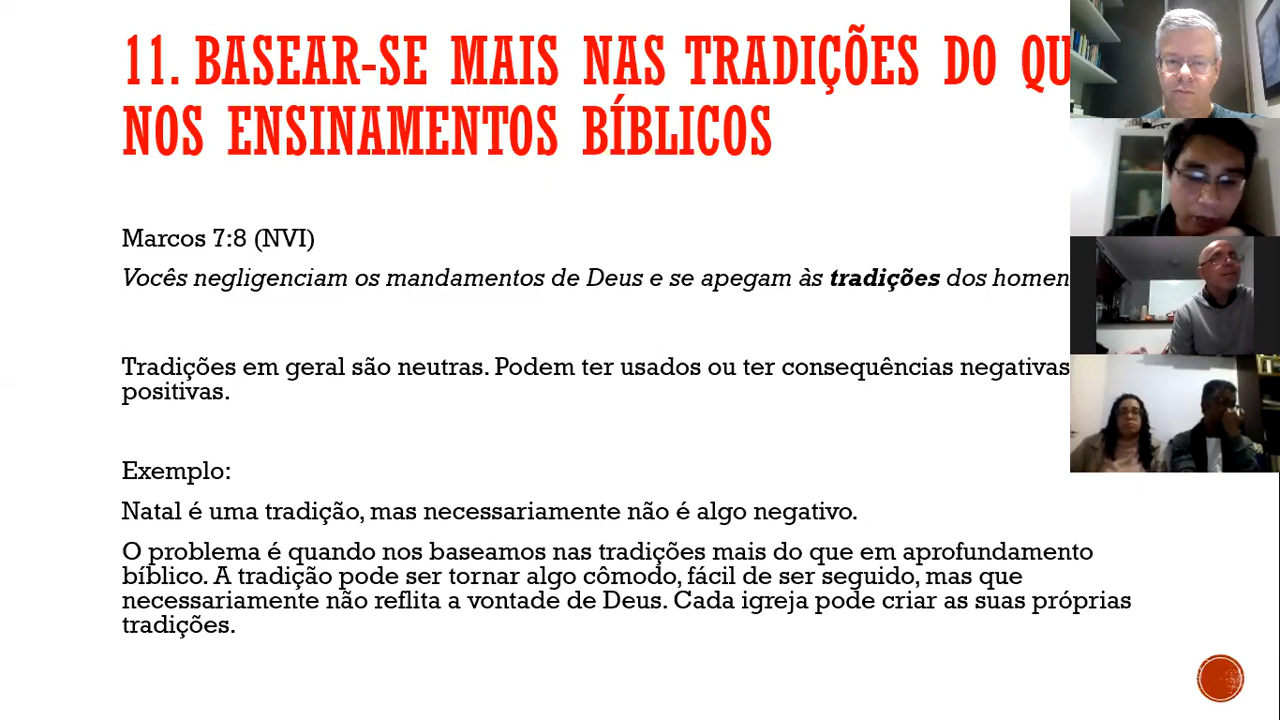 11. BASEAR-SE MAIS NAS TRADIÇÕES DO QU
NOS ENSINAMENTOS BÍBLICOS
Marcos 7:8 (NVI)
Vocês negligenciam os mandamentos de Deus e se apegam às tradições dos homen
Tradições em geral são neutras. Podem ter usados ou ter consequências negativas
positivas.
Exemplo:
Natal é uma tradição, mas necessariamente não é algo negativo.
O problema é quando nos baseamos nas tradições mais do que em aprofundamento
bíblico. A tradição pode ser tornar algo cômodo, fácil de ser seguido, mas que
necessariamente não reflita a vontade de Deus. Cada igreja pode criar as suas próprias
tradições.